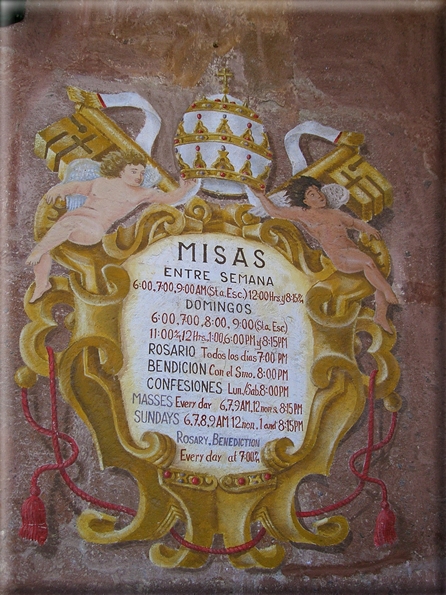 MISAS
ENTRE SEMANA
6:00, 7:00, 9:00 AM (Sta. Esc.) 12:00 Hrs. y 8:15
DOMINGOS
6:00, 7:00, 8:00, 9:00 (Sta. Esc.)
11:00 12 Hrs., 1:00, 6:00 PM y 8:15 PM
ROSARIO Todos los dias 7:00 PM
BENDICION Con el Smo. 8:00 PM
CONFESIONES Lun./Sab. 8:00 PM
MASSES Every day 6,7,9 AM, 12 non & 8:15 PM
SUNDAYS 6,7,8,9 AM 12 non, 1 and 8:15 PM
Rosary, Benediction
Every day at 7:00